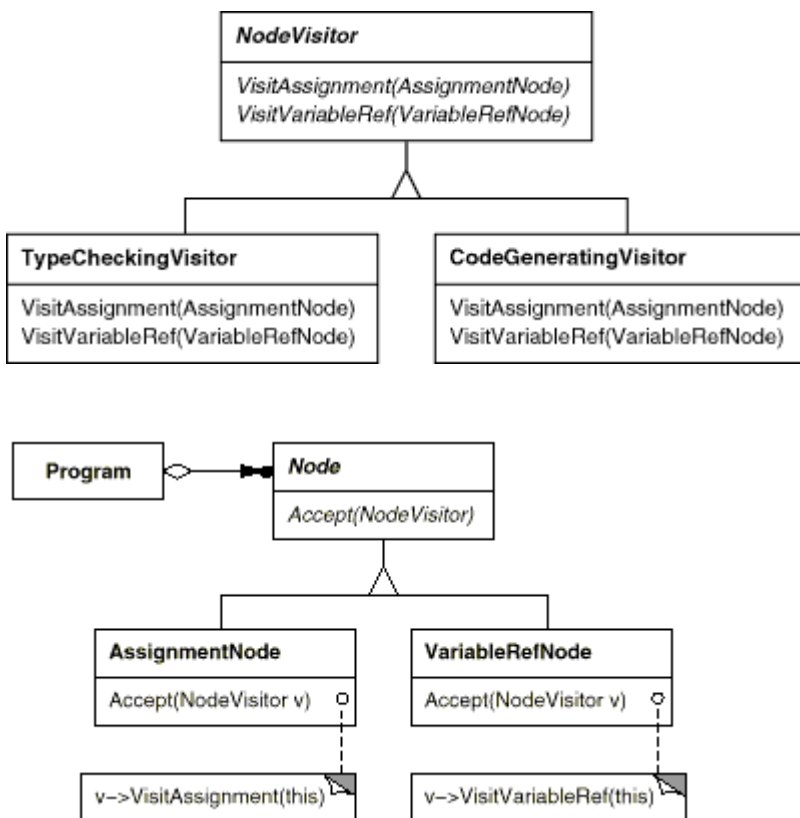 NodeVisitor
VisitAssignment(AssignmentNode)
VisitVariableRef(VariableRefNode)
TypeCheckingVisitor
VisitAssignment(AssignmentNode)
VisitVariableRef(VariableRefNode)
CodeGeneratingVisitor
VisitAssignment(AssignmentNode)
VisitVariableRef(VariableRefNode)
Program
Node
Accept(NodeVisitor)
AssignmentNode
Accept(NodeVisitor v)
v->VisitAssignment(this)
VariableRefNode
Accept(NodeVisitor v)
v->VisitVariableRef(this)